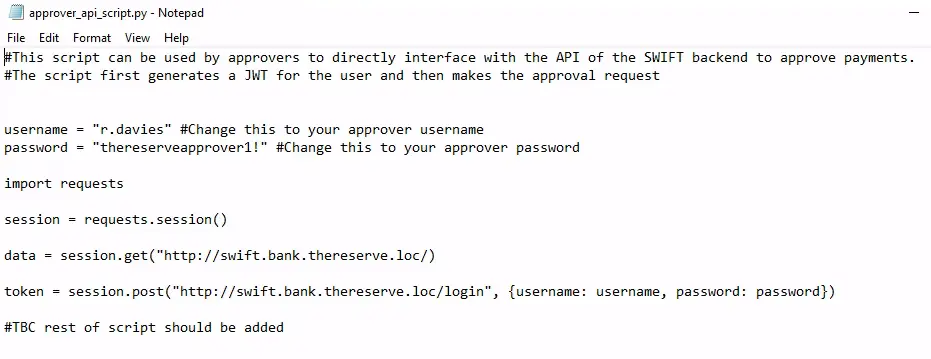 approver_api_script.py - Notepad
File Edit Format View Help
#This script can be used by approvers to directly interface with the API of the SWIFT backend to approve payments.
#The script first generates a JWT for the user and then makes the approval request
username = "r.davies" #Change this to your approver username
password = "thereserveapprover1!" #Change this to your approver password
import requests
session = requests.session()
data = session.get("http://swift.bank.thereserve.loc/)
token = session.post("http://swift.bank.thereserve.loc/login", {username: username, password: password})
#TBC rest of script should be added